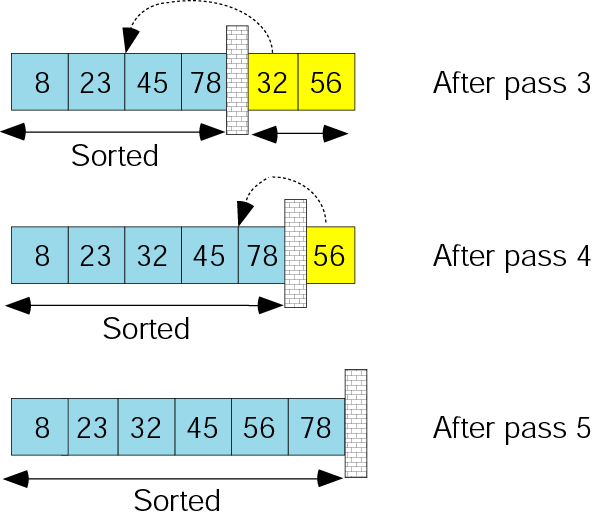 8 23 45 78 32 56 After pass 3
Sorted
8 23 32 45 78 56 After pass 4
Sorted
8 23 32 45 56 78 After pass 5
Sorted